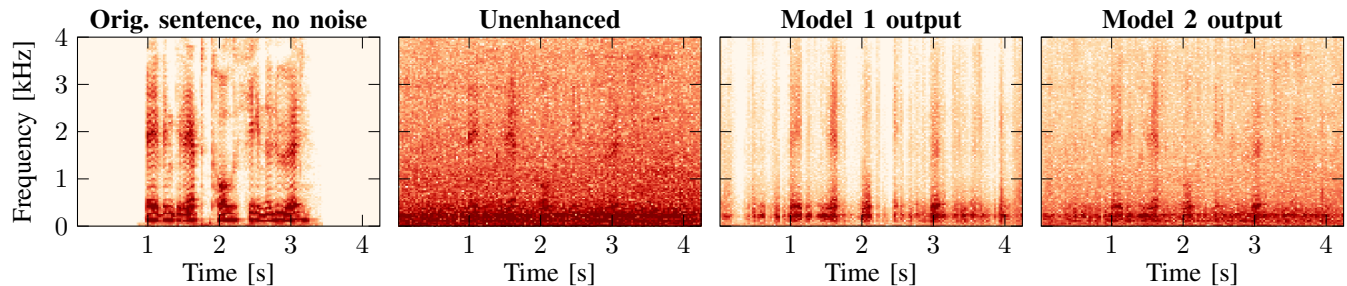 Orig. sentence, no noise
Unenhanced
Model 1 output
Model 2 output
Frequency [kHz]
4
3
2
1
0
1 2 3 4
1 2 3 4
1 2 3 4
1 2 3 4
Time [s]
Time [s]
Time [s]
Time [s]